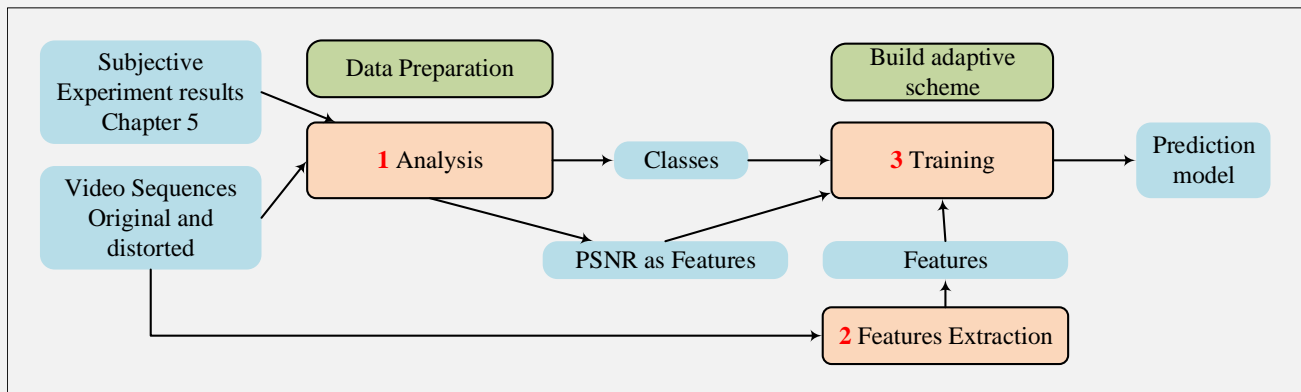 Subjective
Experiment results
Chapter 5
Data Preparation
Build adaptive
scheme
1 Analysis
Classes
3 Training
Prediction
model
Video Sequences
Original and
distorted
PSNR as Features
Features
2 Features Extraction